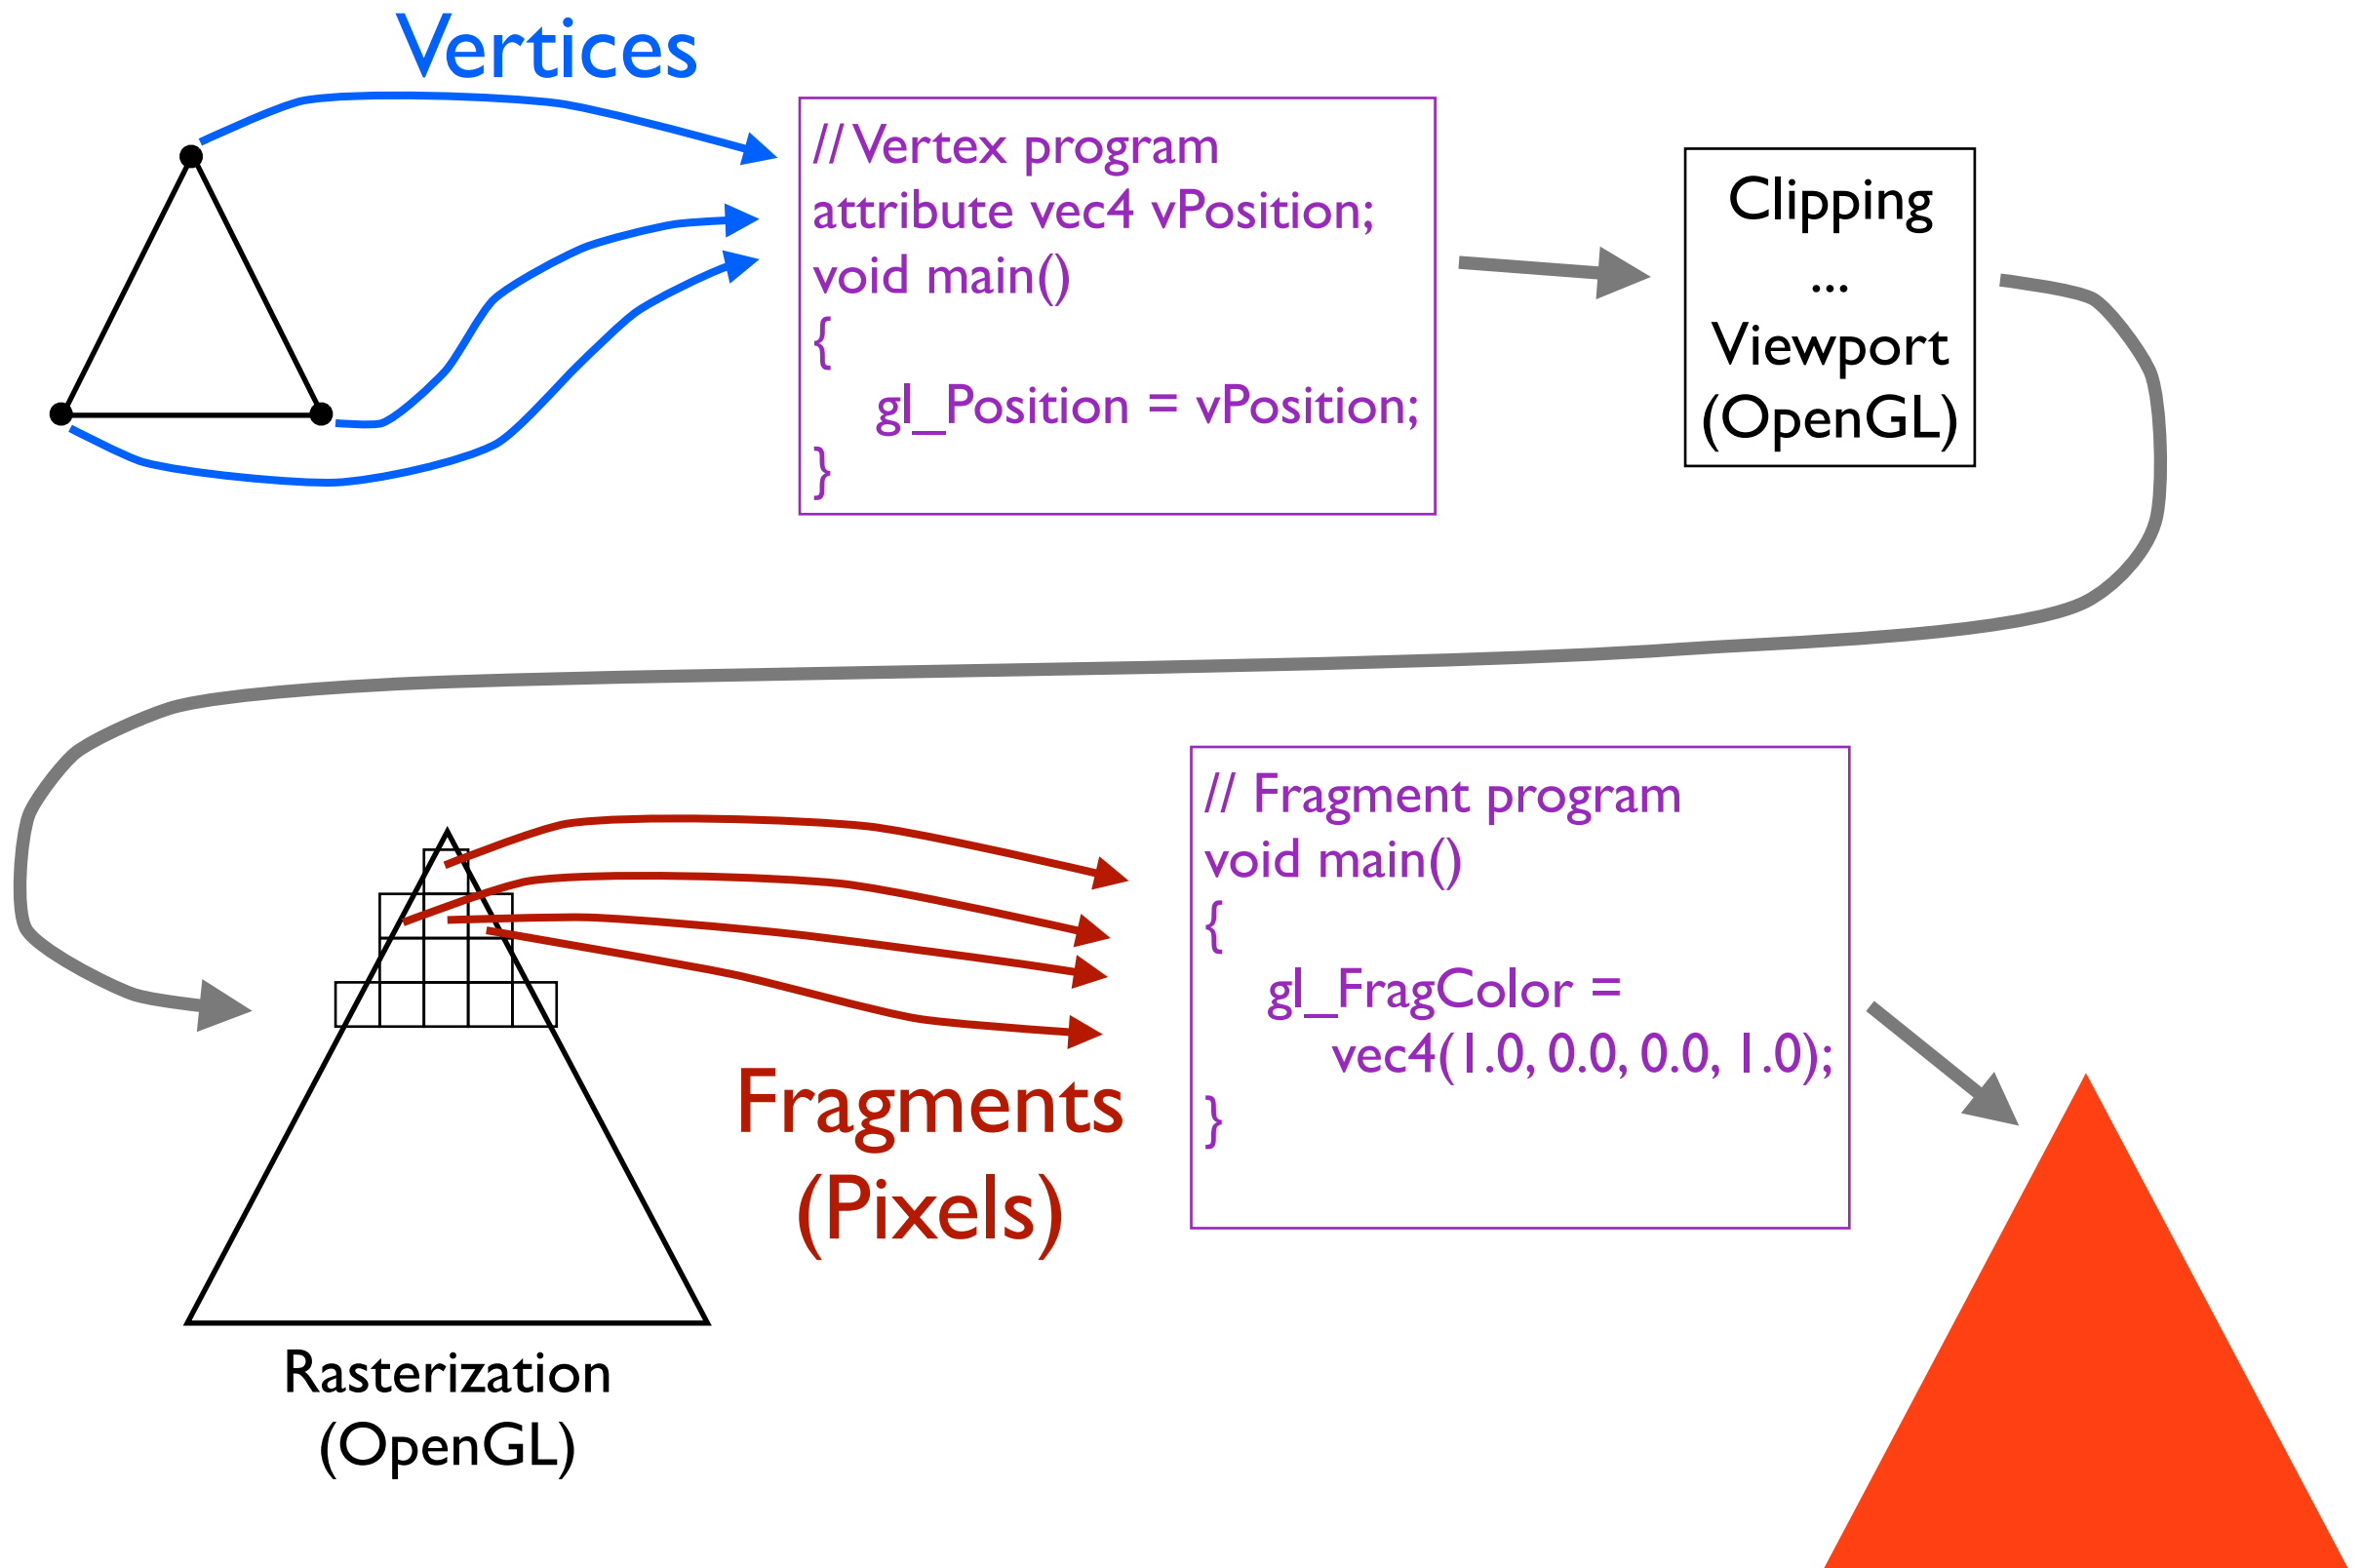 Vertices
//Vertex program
attribute vec4 vPosition;
void main()
{
gl_Position = vPosition;
}
Clipping
...
Viewport
(OpenGL)
// Fragment program
void main()
{
gl_FragColor =
vec4(1.0. 0.0, 0.0, 1.0);
}
Fragments
(Pixels)
Rasterization
(OpenGL)